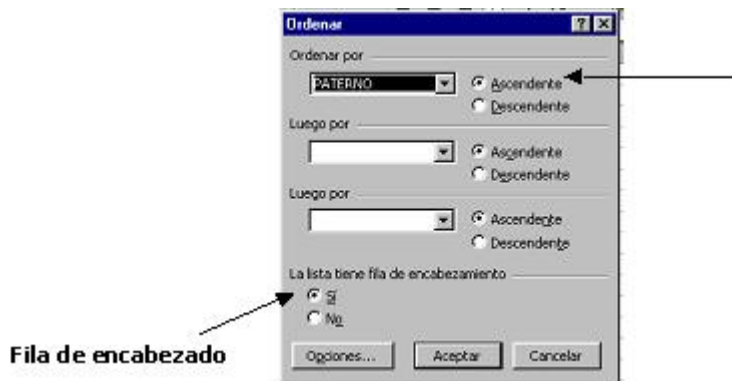 Ordenar
Ordenar por
PATERNO
Ascendente
Descendente
Luego por
Ascendente
Descendente
Luego por
Ascendente
Descendente
La lista tiene fila de encabezamiento
Sí
No
Fila de encabezado
Opciones... Aceptar Cancelar